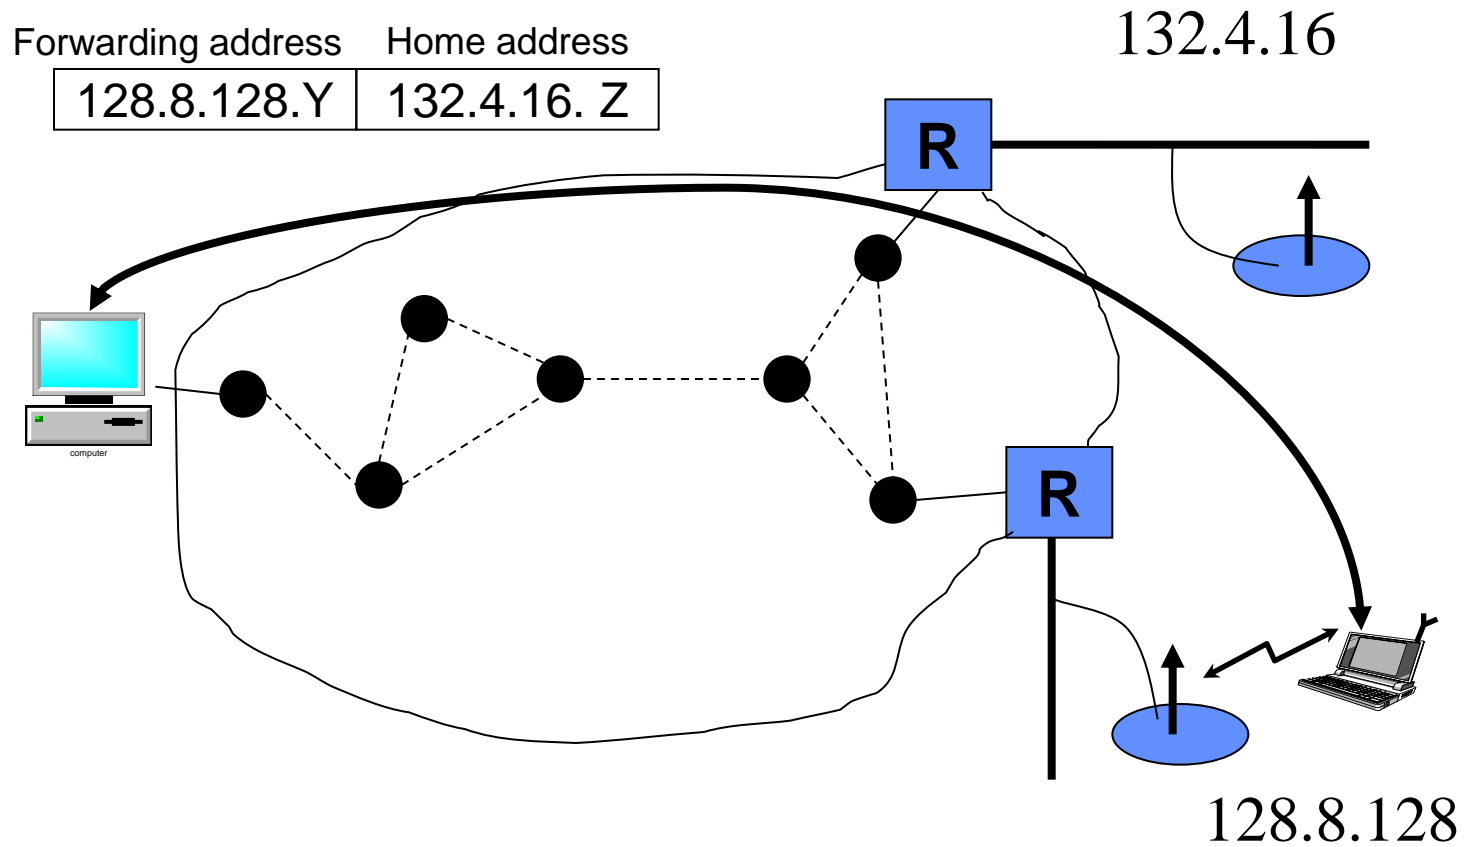 132.4.16
Forwarding address Home address
128.8.128.Y 132.4.16. Z
R
computer
R
128.8.128